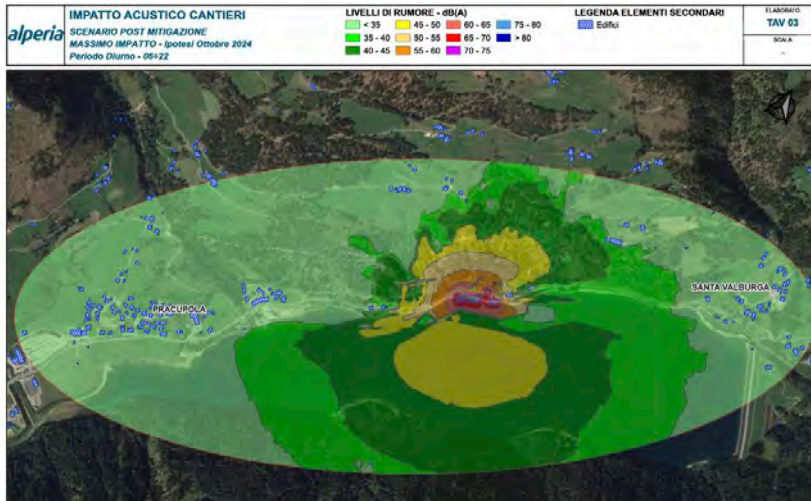 alperia
IMPATTO ACUSTICO CANTIERI
SCENARIO POST MITIGAZIONE
MASSIMO IMPATTO - Ipotesi Ottobre 2024
Periodo Diurno - 06÷22
LIVELLI DI RUMORE - dB(A)
< 35
45 - 50
60 - 65
75 - 80
35 - 40
50 - 55
65 - 70
> 80
40 - 45
55 - 60
70 - 75
LEGENDA ELEMENTI SECONDARI
Edifici
ELABORATO
TAV 03
SCALA
-
PRACUPOLA
SANTA VALBURGA